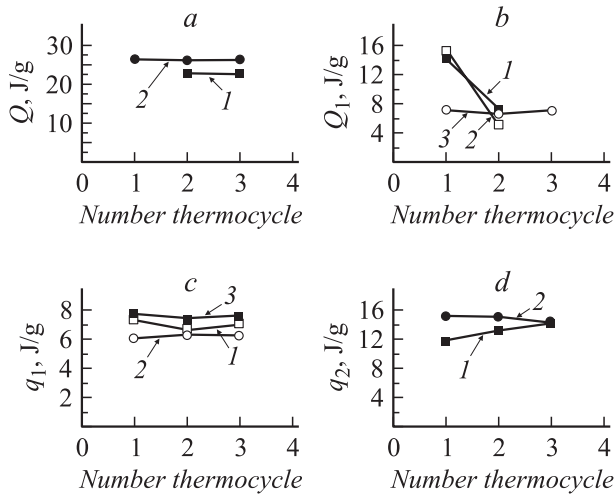 a
Q, J/g
30
20
10
2
1
0 1 2 3 4
Number thermocycle
b
Q1, J/g
16
12
8
4
1
3 2
0 1 2 3 4
Number thermocycle
c
q1, J/g
8
6
4
2
3
2 1
0 1 2 3 4
Number thermocycle
d
q2, J/g
16
12
8
4
2
1
0 1 2 3 4
Number thermocycle